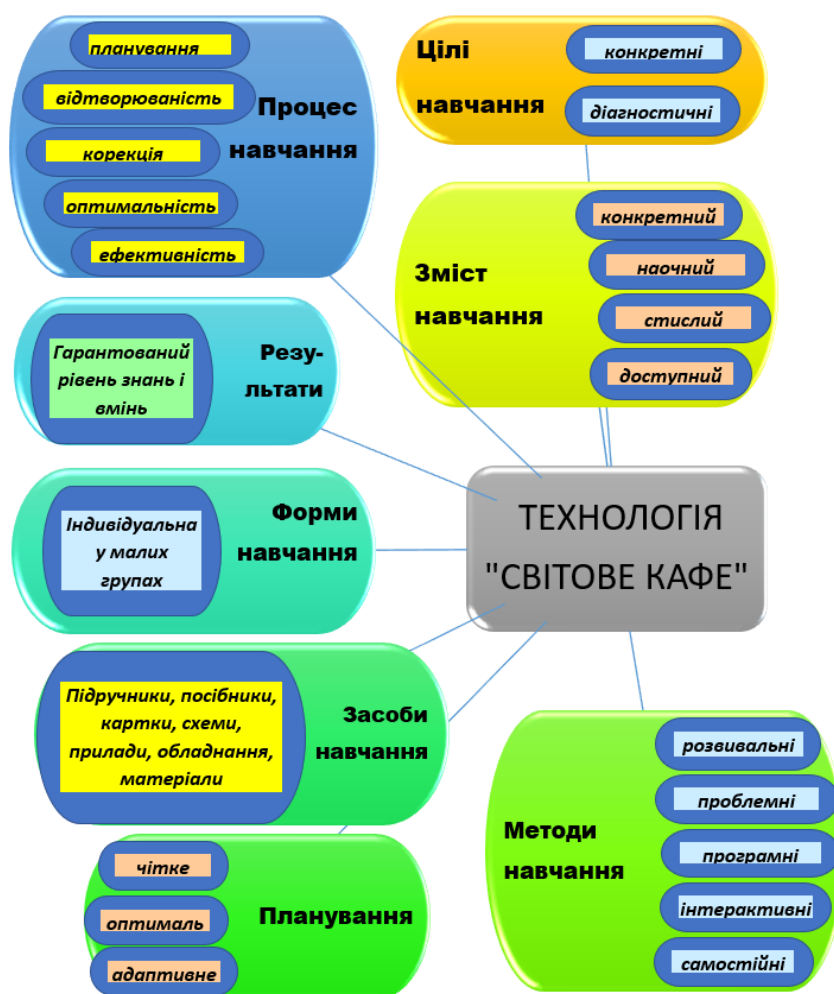 планування
відтворюваність
корекція
оптимальність
ефективність
Процес
навчання
Цілі
навчання
конкретні
діагностичні
Зміст
навчання
конкретний
наочний
стислий
доступний
Гарантований
рівень знань і
вмінь
Резу-
льтати
Індивідуальна
у малих
групах
Форми
навчання
ТЕХНОЛОГІЯ
"СВІТОВЕ КАФЕ"
Підручники, посібники,
картки, схеми,
прилади, обладнання,
матеріали
Засоби
навчання
чітке
оптималь
адаптивне
Планування
Методи
навчання
розвивальні
проблемні
програмні
інтерактивні
самостійні